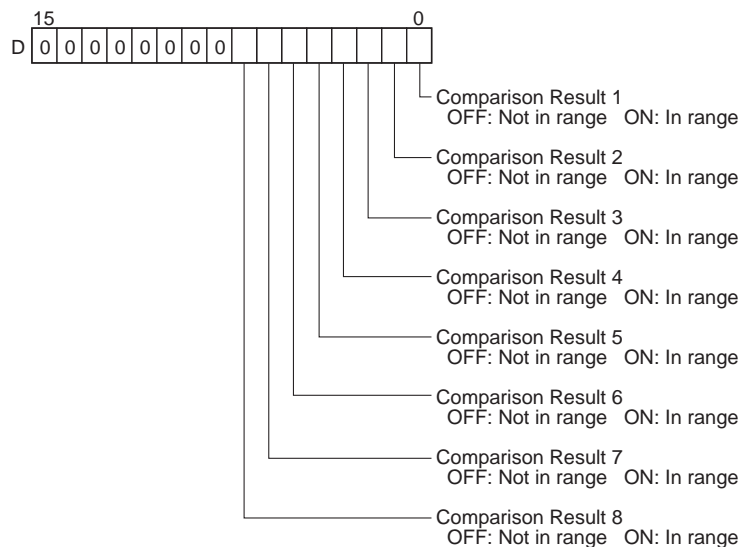 15 0
D 0 0 0 0 0 0 0 0
Comparison Result 1
OFF: Not in range ON: In range
Comparison Result 2
OFF: Not in range ON: In range
Comparison Result 3
OFF: Not in range ON: In range
Comparison Result 4
OFF: Not in range ON: In range
Comparison Result 5
OFF: Not in range ON: In range
Comparison Result 6
OFF: Not in range ON: In range
Comparison Result 7
OFF: Not in range ON: In range
Comparison Result 8
OFF: Not in range ON: In range